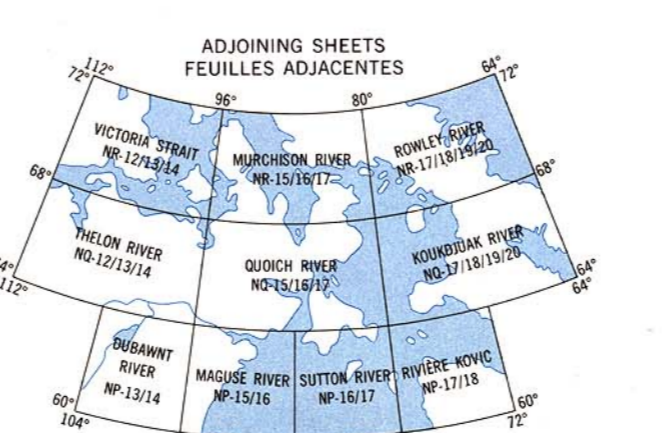 ADJOINING SHEETS
FEUILLES ADJACENTES
112° 64°
72° 72°
96° 80°
VICTORIA STRAIT
NR-12/13/14
MURCHISON RIVER
NR-15/16/17
ROWLEY RIVER
NR-17/18/19/20
68° 68°
THELON RIVER
NQ-12/13/14
QUOICH RIVER
NQ-15/16/17
KOUKDJUAK RIVER
NQ-17/18/19/20
4° 64°
112° 64°
DUBAWNT
RIVER
NP-13/14
MAGUSE RIVER
NP-15/16
SUTTON RIVER
NP-16/17
RIVIÈRE KOVIC
NP-17/18
60° 60°
104° 72°